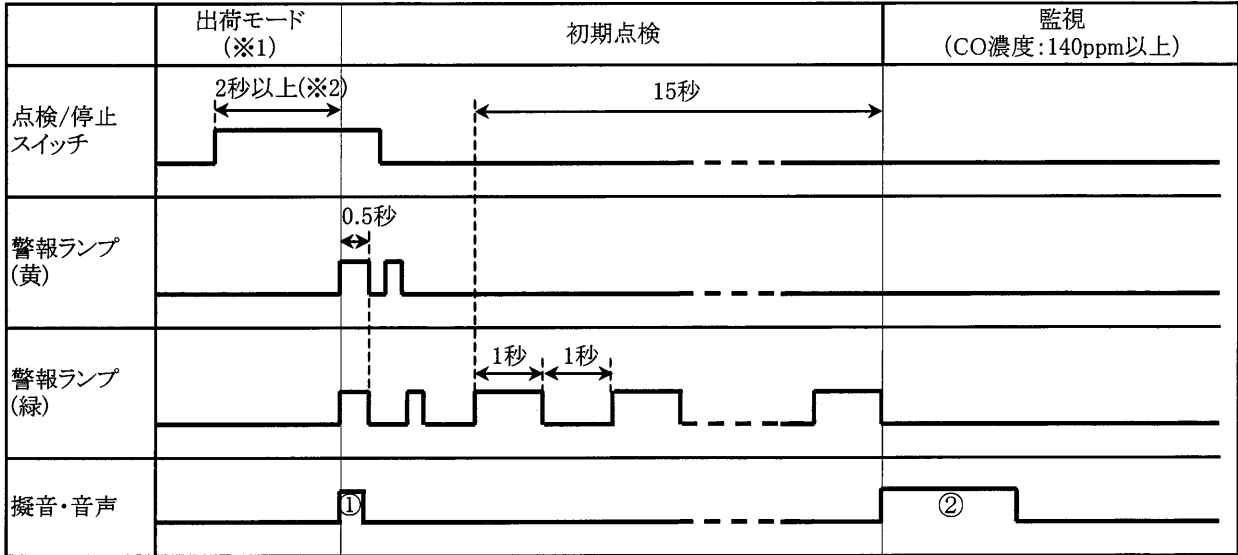 出荷モード
(※1)
初期点検
監視
(CO濃度:140ppm以上)
点検/停止
スイッチ
2秒以上(※2)
15秒
警報ランプ
(黄)
0.5秒
警報ランプ
(緑)
1秒
1秒
擬音・音声
①
②